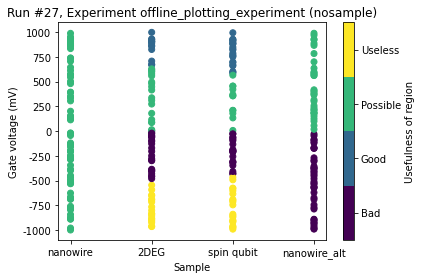 Run #27, Experiment offline_plotting_experiment (nosample)
1000
750
500
250
0
-250
-500
-750
-1000
Gate voltage (mV)
nanowire
2DEG
spin qubit
nanowire_alt
Sample
Useless
Possible
Good
Bad
Usefulness of region